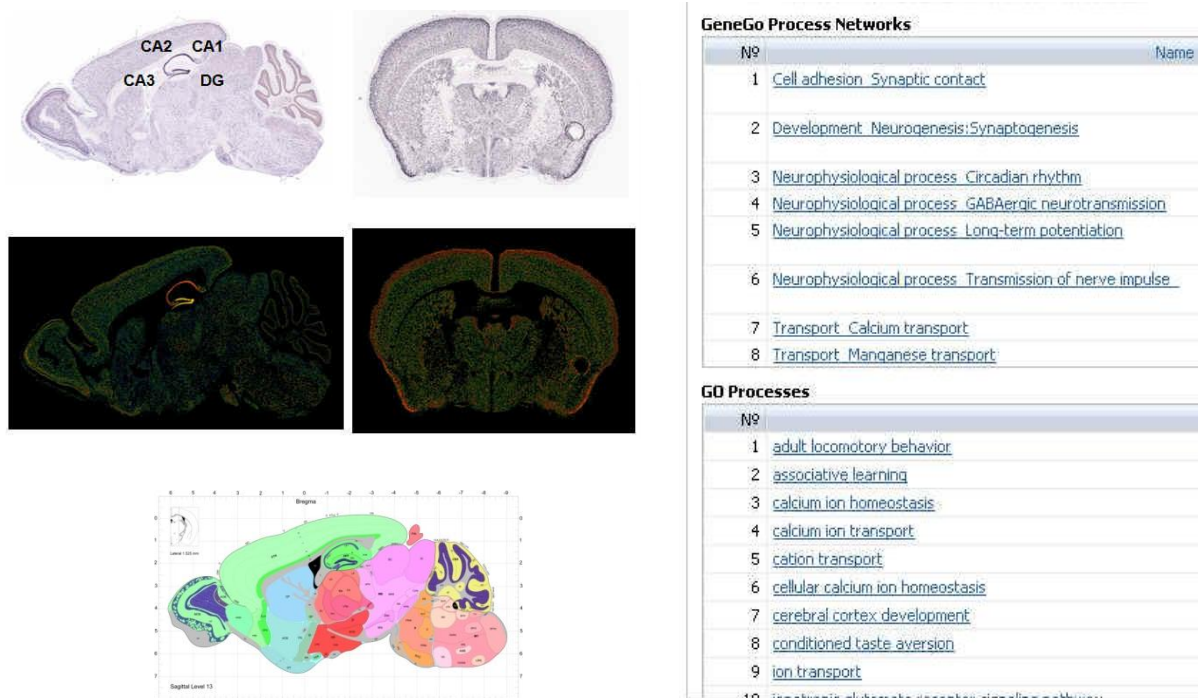 CA2
CA1
CA3
DG
Bregma
Sagittal Level 13
GeneGo Process Networks
Nº Name
1 Cell adhesion_Synaptic contact
2 Development_Neurogenesis:Synaptogenesis
3 Neurophysiological process_Circadian rhythm
4 Neurophysiological process_GABAergic neurotransmission
5 Neurophysiological process_Long-term potentiation
6 Neurophysiological process_Transmission of nerve impulse
7 Transport_Calcium transport
8 Transport_Manganese transport
GO Processes
Nº
1 adult locomotory behavior
2 associative learning
3 calcium ion homeostasis
4 calcium ion transport
5 cation transport
6 cellular calcium ion homeostasis
7 cerebral cortex development
8 conditioned taste aversion
9 ion transport